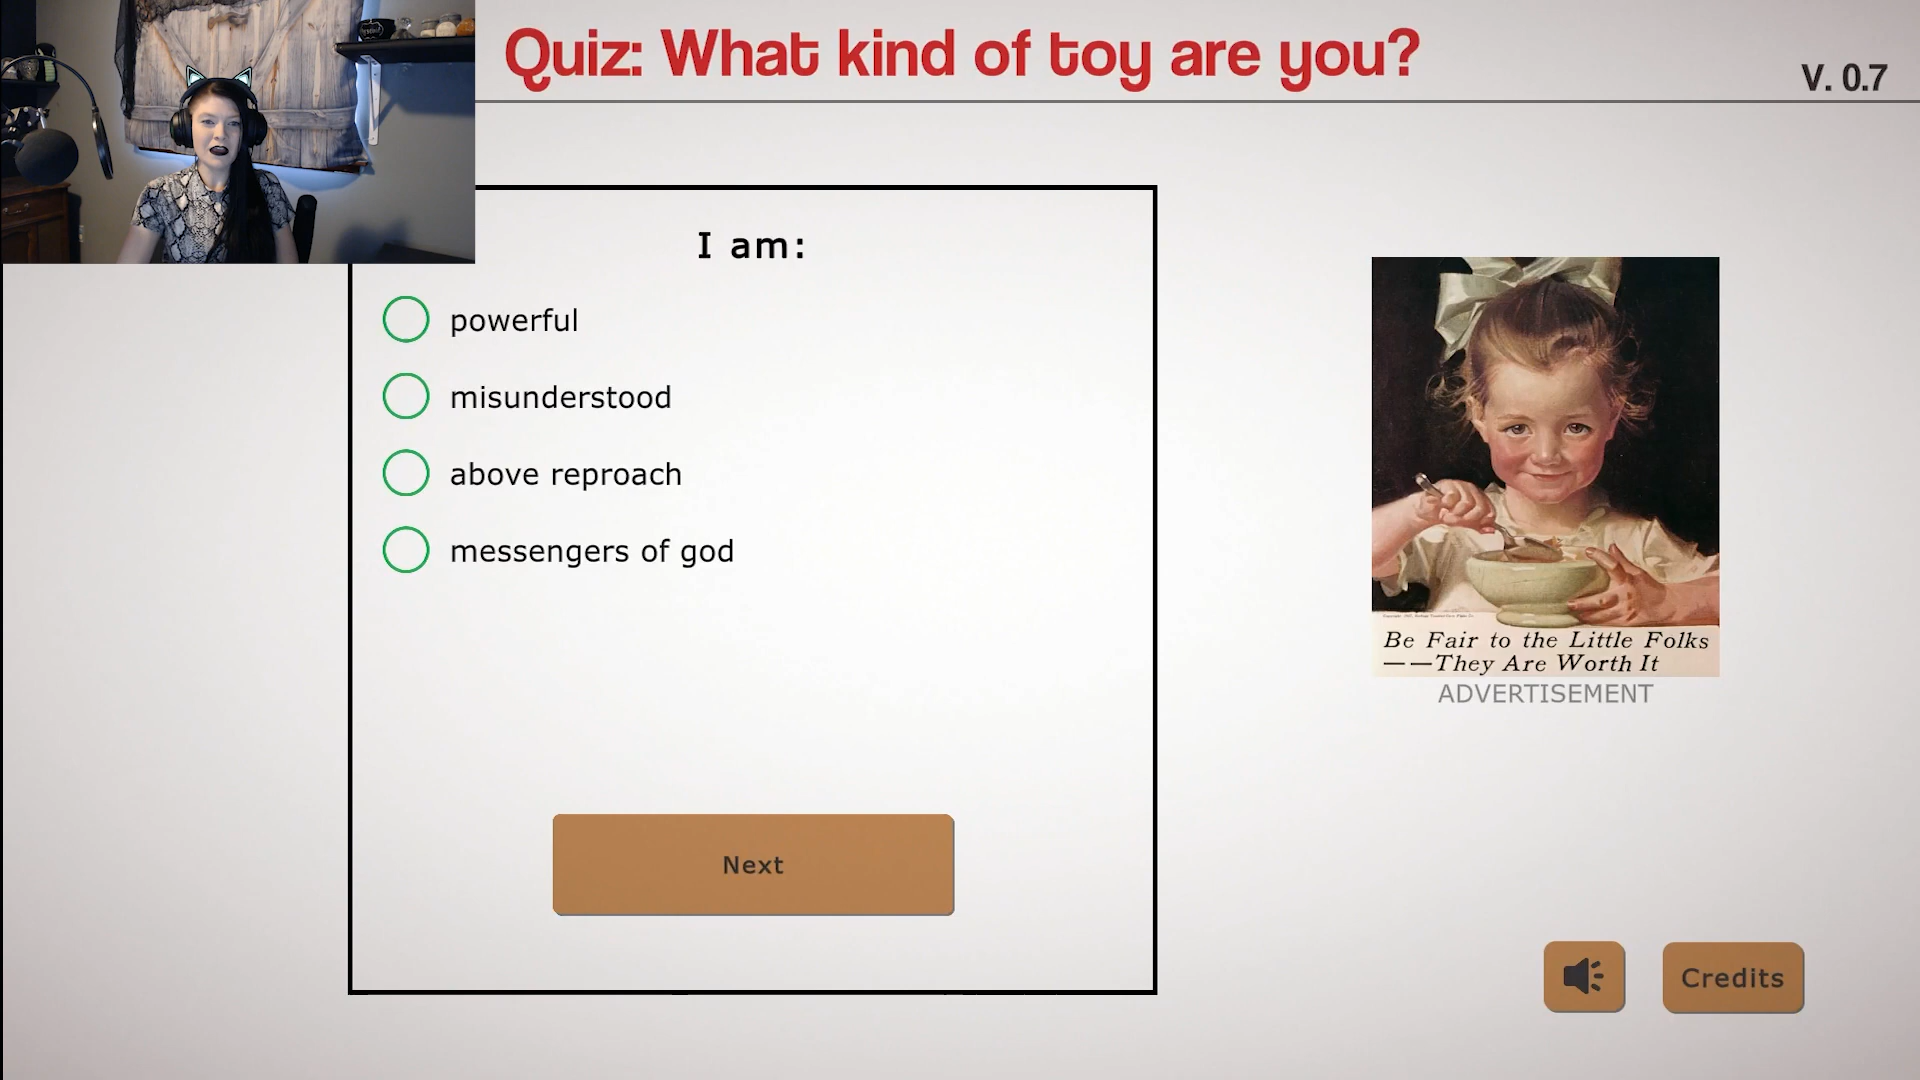 Quiz: What kind of toy are you?
V. 0.7
I am:
powerful
misunderstood
above reproach
messengers of god
Next
Be Fair to the Little Folks
——They Are Worth It
ADVERTISEMENT
Credits